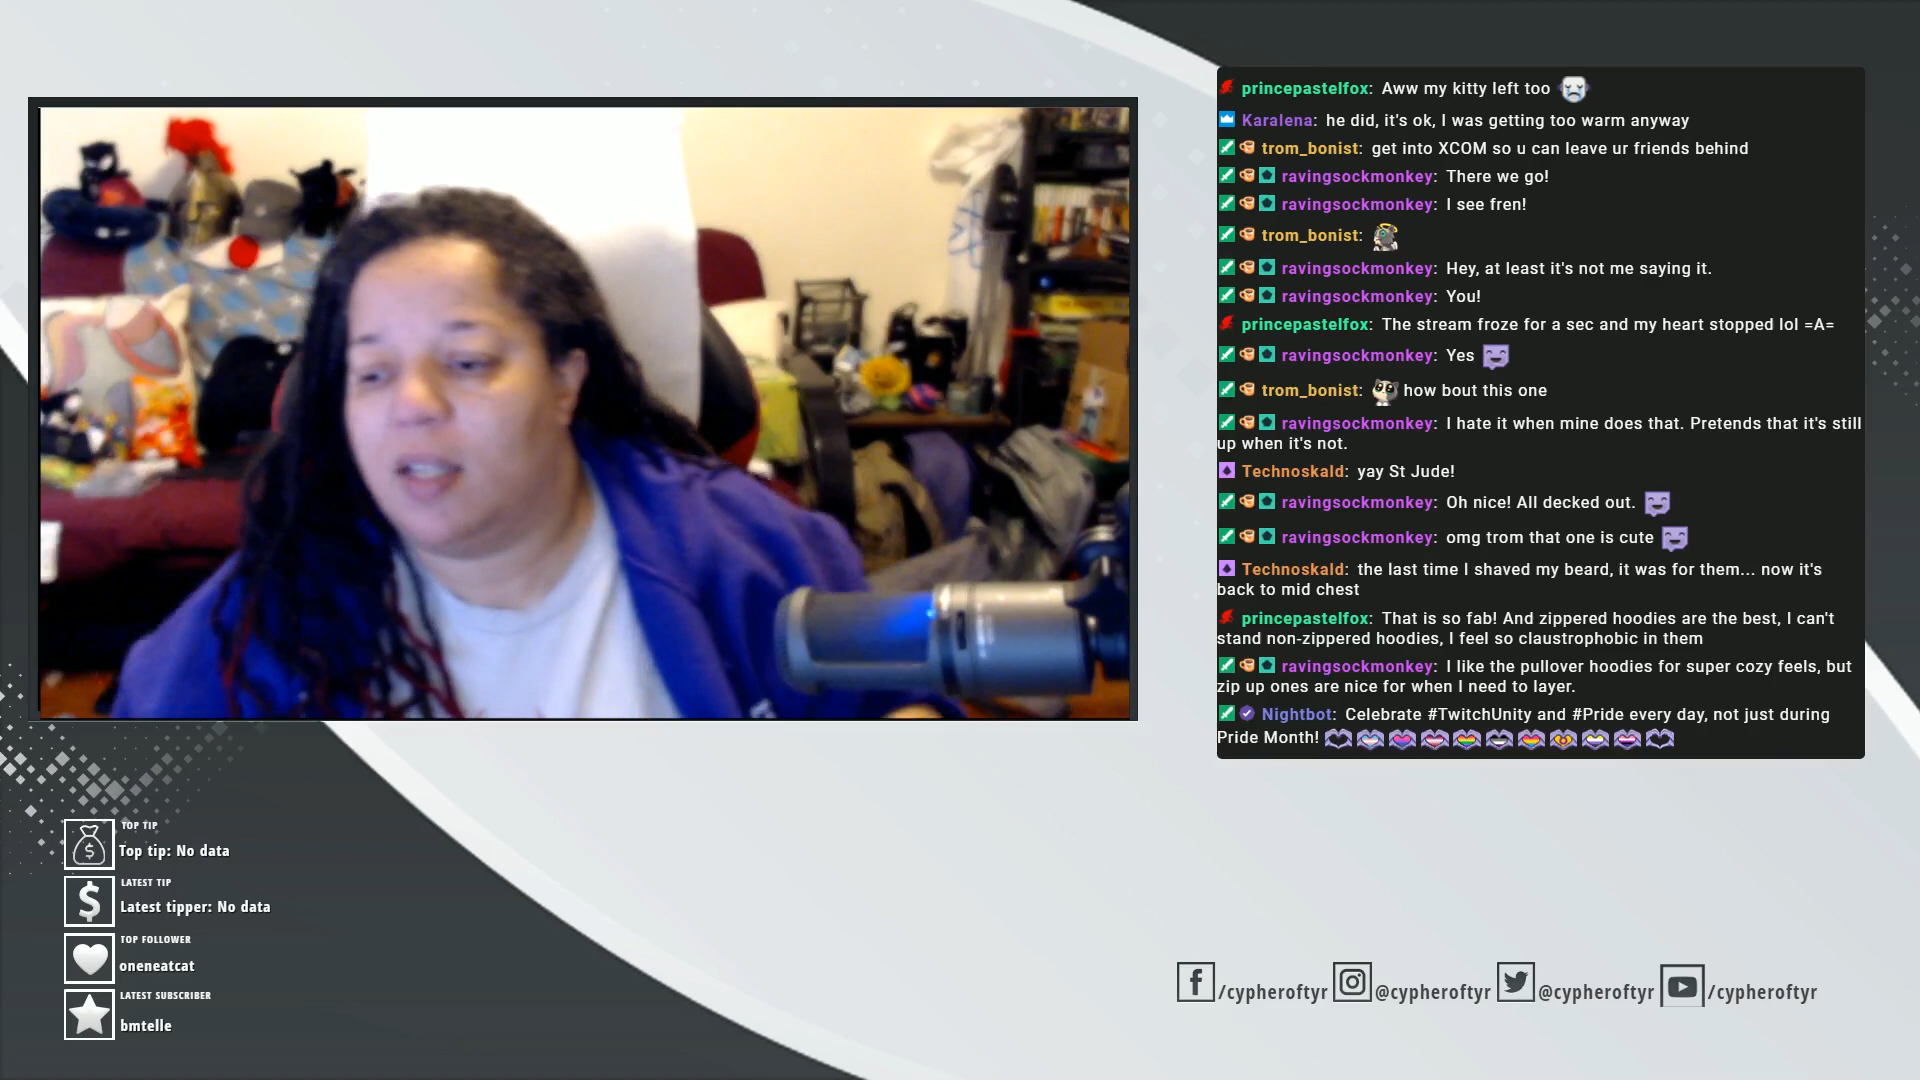 princepastelfox: Aww my kitty left too
Karalena: he did, it's ok, I was getting too warm anyway
trom_bonist: get into XCOM so u can leave ur friends behind
ravingsockmonkey: There we go!
ravingsockmonkey: I see fren!
trom_bonist:
ravingsockmonkey: Hey, at least it's not me saying it.
ravingsockmonkey: You!
princepastelfox: The stream froze for a sec and my heart stopped lol =A=
ravingsockmonkey: Yes
trom_bonist: how bout this one
ravingsockmonkey: I hate it when mine does that. Pretends that it's still
up when it's not.
Technoskald: yay St Jude!
ravingsockmonkey: Oh nice! All decked out.
ravingsockmonkey: omg trom that one is cute
Technoskald: the last time I shaved my beard, it was for them... now it's
back to mid chest
princepastelfox: That is so fab! And zippered hoodies are the best, I can't
stand non-zippered hoodies, I feel so claustrophobic in them
ravingsockmonkey: I like the pullover hoodies for super cozy feels, but
zip up ones are nice for when I need to layer.
Nightbot: Celebrate #TwitchUnity and #Pride every day, not just during
Pride Month!
TOP TIP
Top tip: No data
LATEST TIP
Latest tipper: No data
TOP FOLLOWER
oneneatcat
LATEST SUBSCRIBER
bmtelle
/cypheroftyr @cypheroftyr @cypheroftyr /cypheroftyr